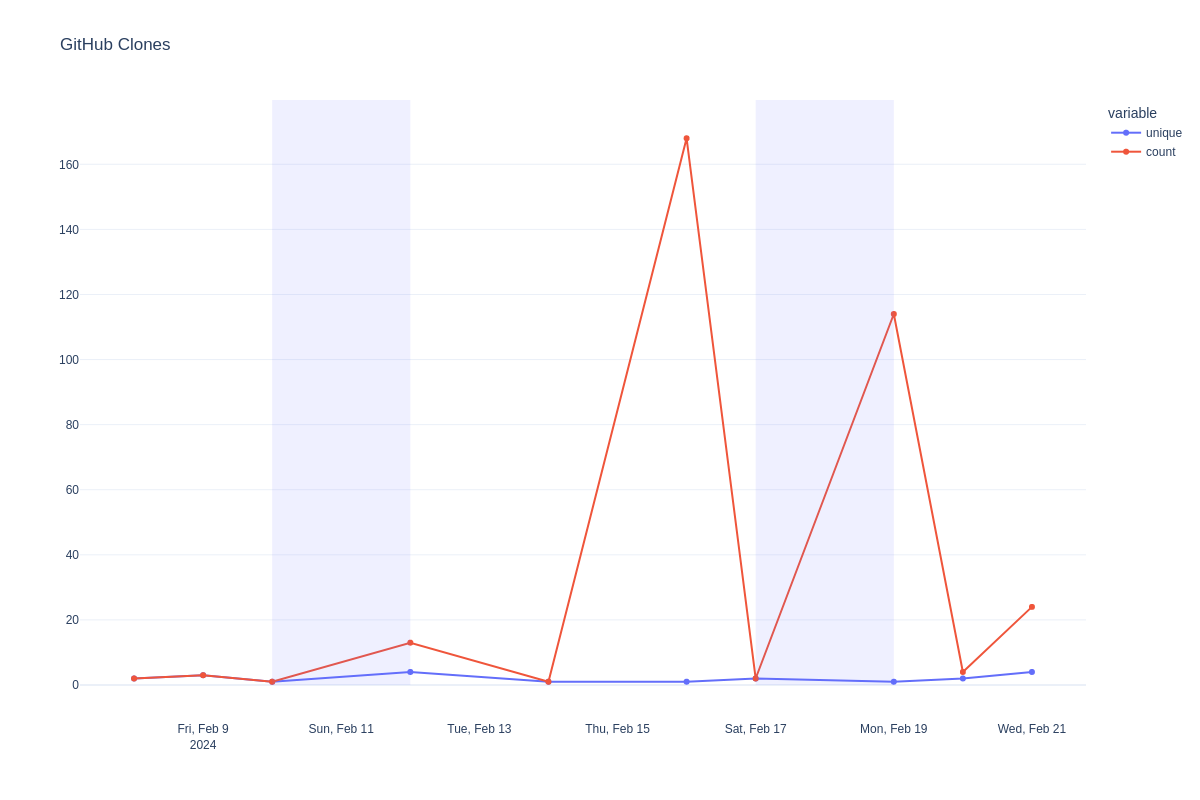 GitHub Clones
variable
unique
count
160
140
120
100
80
60
40
20
0
Fri, Feb 9
2024
Sun, Feb 11
Tue, Feb 13
Thu, Feb 15
Sat, Feb 17
Mon, Feb 19
Wed, Feb 21